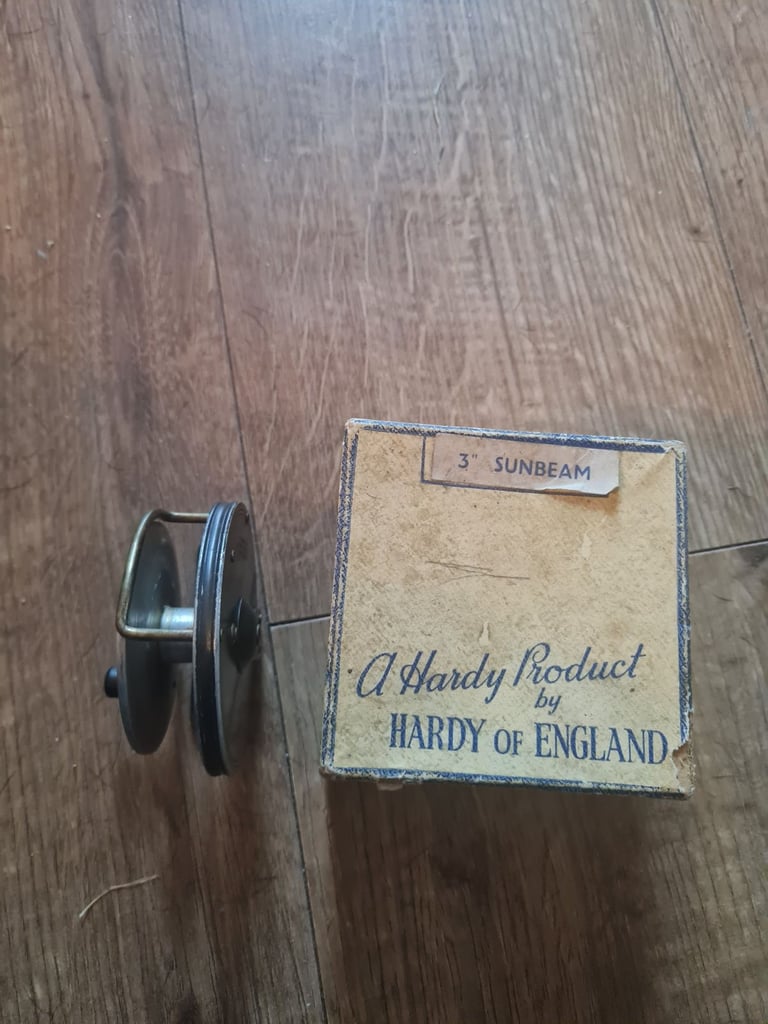 3" SUNBEAM
A Hardy Product
by
HARDY OF ENGLAND